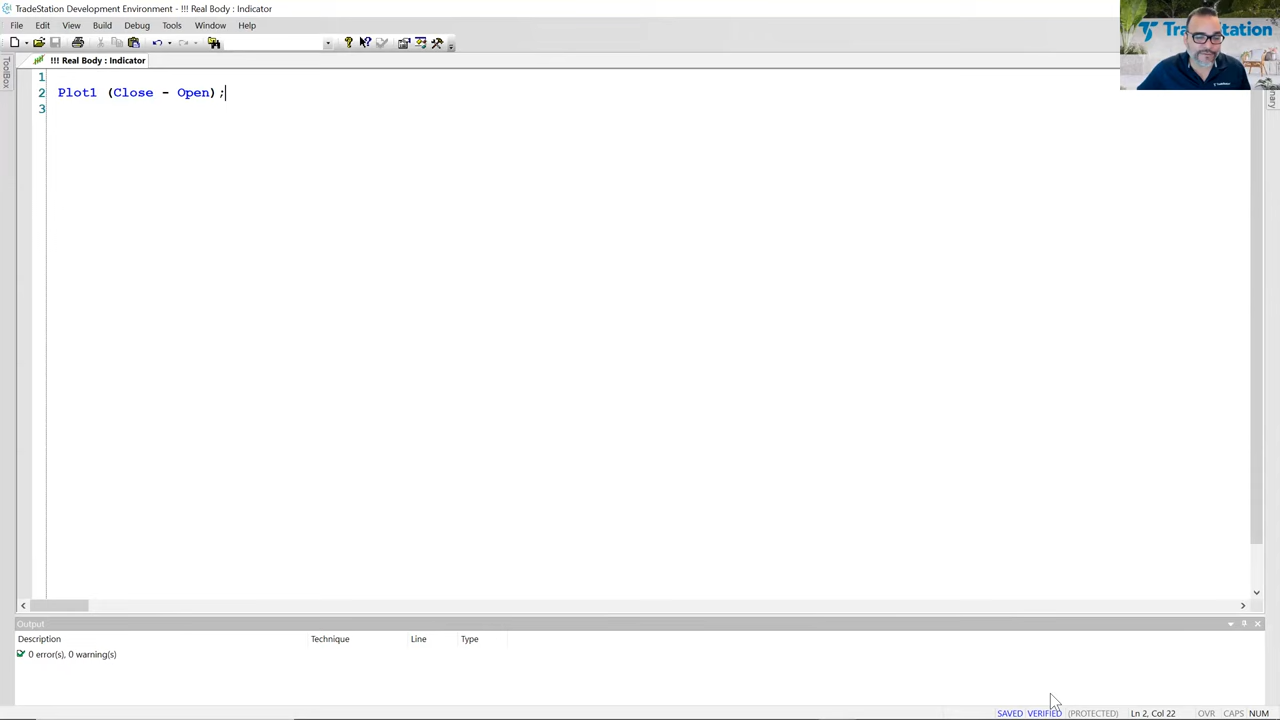 TradeStation Development Environment - !!! Real Body : Indicator
File Edit View Build Debug Tools Window Help
TradeStation
!!! Real Body : Indicator
ToolBox
1
2 Plot1 (Close - Open);
3
Output
Description Technique Line Type
0 error(s), 0 warning(s)
SAVED VERIFIED (PROTECTED) Ln 2, Col 22 OVR CAPS NUM